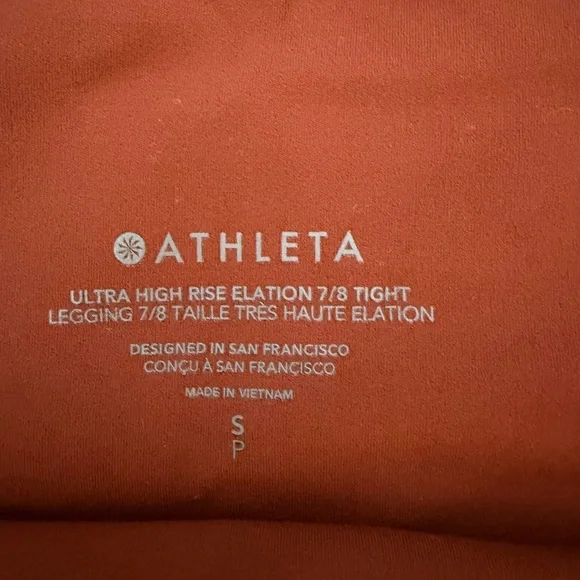 ATHLETA
ULTRA HIGH RISE ELATION 7/8 TIGHT
LEGGING 7/8 TAILLE TRÈS HAUTE ELATION
DESIGNED IN SAN FRANCISCO
CONÇU À SAN FRANCISCO
MADE IN VIETNAM
S
P